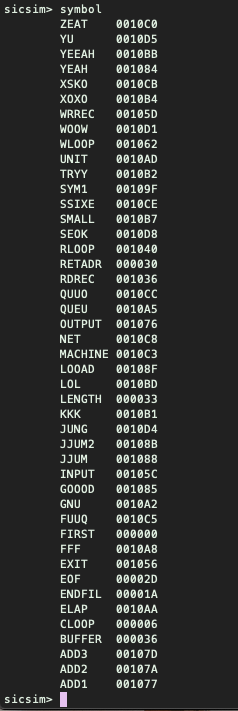 sicsim> symbol
ZEAT 0010C0
YU 0010D5
YEEAH 0010BB
YEAH 001084
XSKO 0010CB
XOXO 0010B4
WRREC 00105D
WOOW 0010D1
WLOOP 001062
UNIT 0010AD
TRYY 0010B2
SYM1 00109F
SSIXE 0010CE
SMALL 0010B7
SEOK 0010D8
RLOOP 001040
RETADR 000030
RDREC 001036
QUUO 0010CC
QUEU 0010A5
OUTPUT 001076
NET 0010C8
MACHINE 0010C3
LOOAD 00108F
LOL 0010BD
LENGTH 000033
KKK 0010B1
JUNG 0010D4
JJUM2 00108B
JJUM 001088
INPUT 00105C
GOOOD 001085
GNU 0010A2
FUUQ 0010C5
FIRST 000000
FFF 0010A8
EXIT 001056
EOF 00002D
ENDFIL 00001A
ELAP 0010AA
CLOOP 000006
BUFFER 000036
ADD3 00107D
ADD2 00107A
ADD1 001077
sicsim>